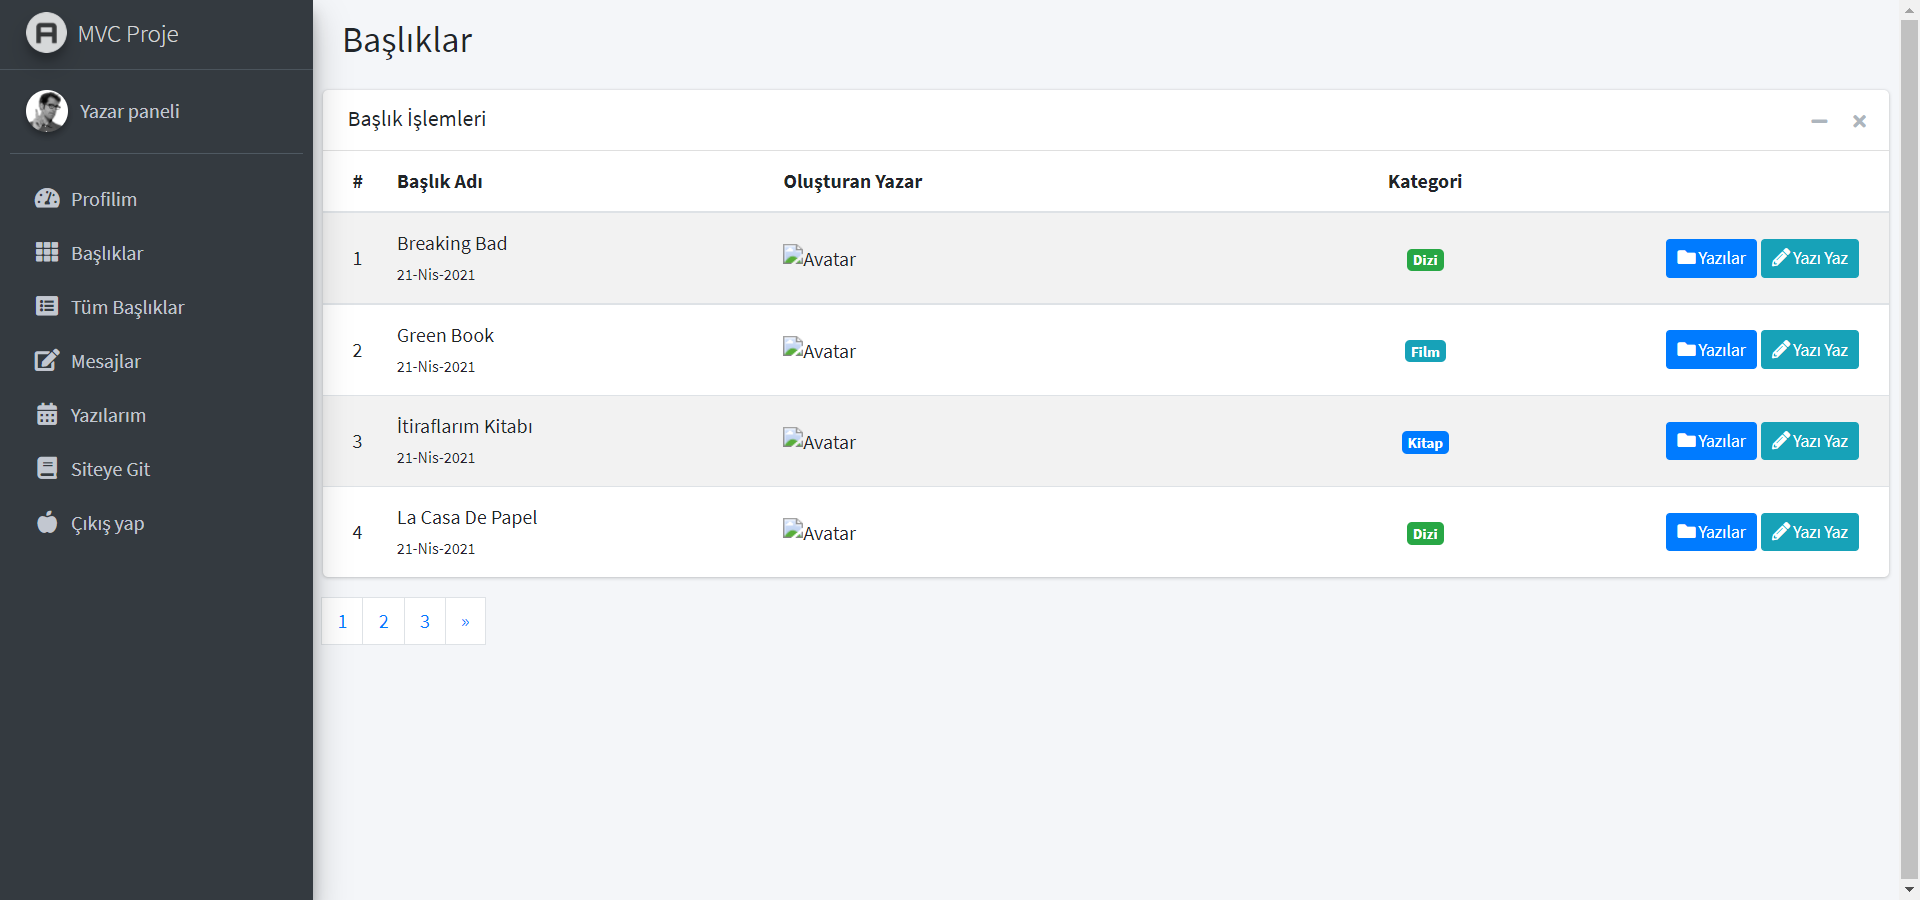 MVC Proje
Yazar paneli
Profilim
Başlıklar
Tüm Başlıklar
Mesajlar
Yazılarım
Siteye Git
Çıkış yap
Başlıklar
Başlık İşlemleri
# Başlık Adı Oluşturan Yazar Kategori
1 Breaking Bad 21-Nis-2021 Avatar Dizi Yazılar Yazı Yaz
2 Green Book 21-Nis-2021 Avatar Film Yazılar Yazı Yaz
3 İtiraflarım Kitabı 21-Nis-2021 Avatar Kitap Yazılar Yazı Yaz
4 La Casa De Papel 21-Nis-2021 Avatar Dizi Yazılar Yazı Yaz
1 2 3 »